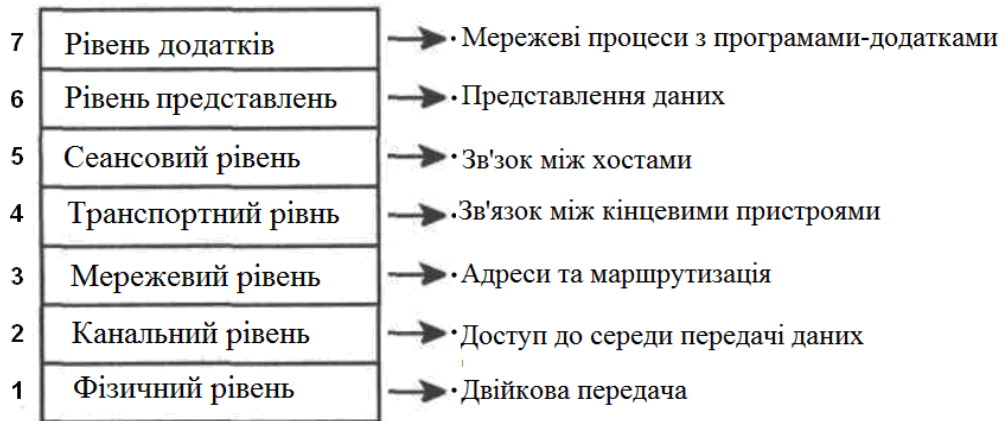 7 Рівень додатків · Мережеві процеси з програмами-додатками
6 Рівень представлень · Представлення даних
5 Сеансовий рівень · Зв'зок між хостами
4 Транспортний рівнь · Зв'язок між кінцевими пристроями
3 Мережевий рівень · Адреси та маршрутизація
2 Канальний рівень · Доступ до середи передачі даних
1 Фізичний рівень · Двійкова передача